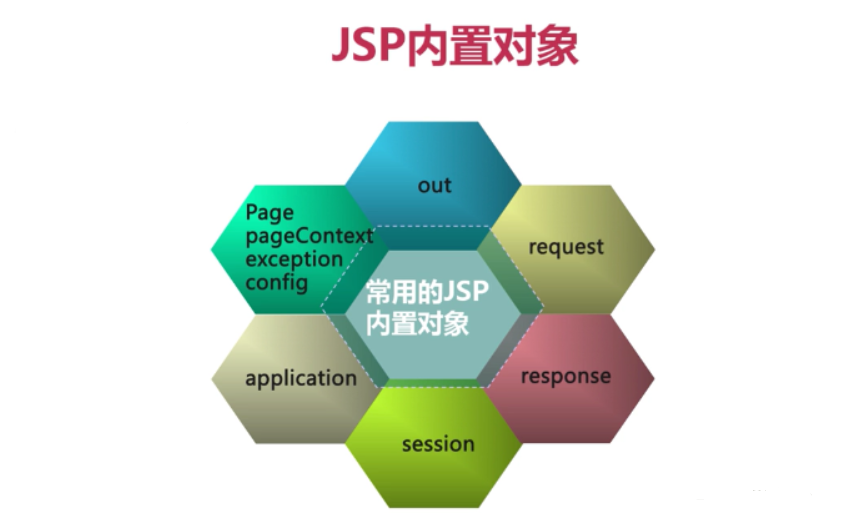 JSP内置对象
out
Page
pageContext
exception
config
request
常用的JSP
内置对象
application
response
session